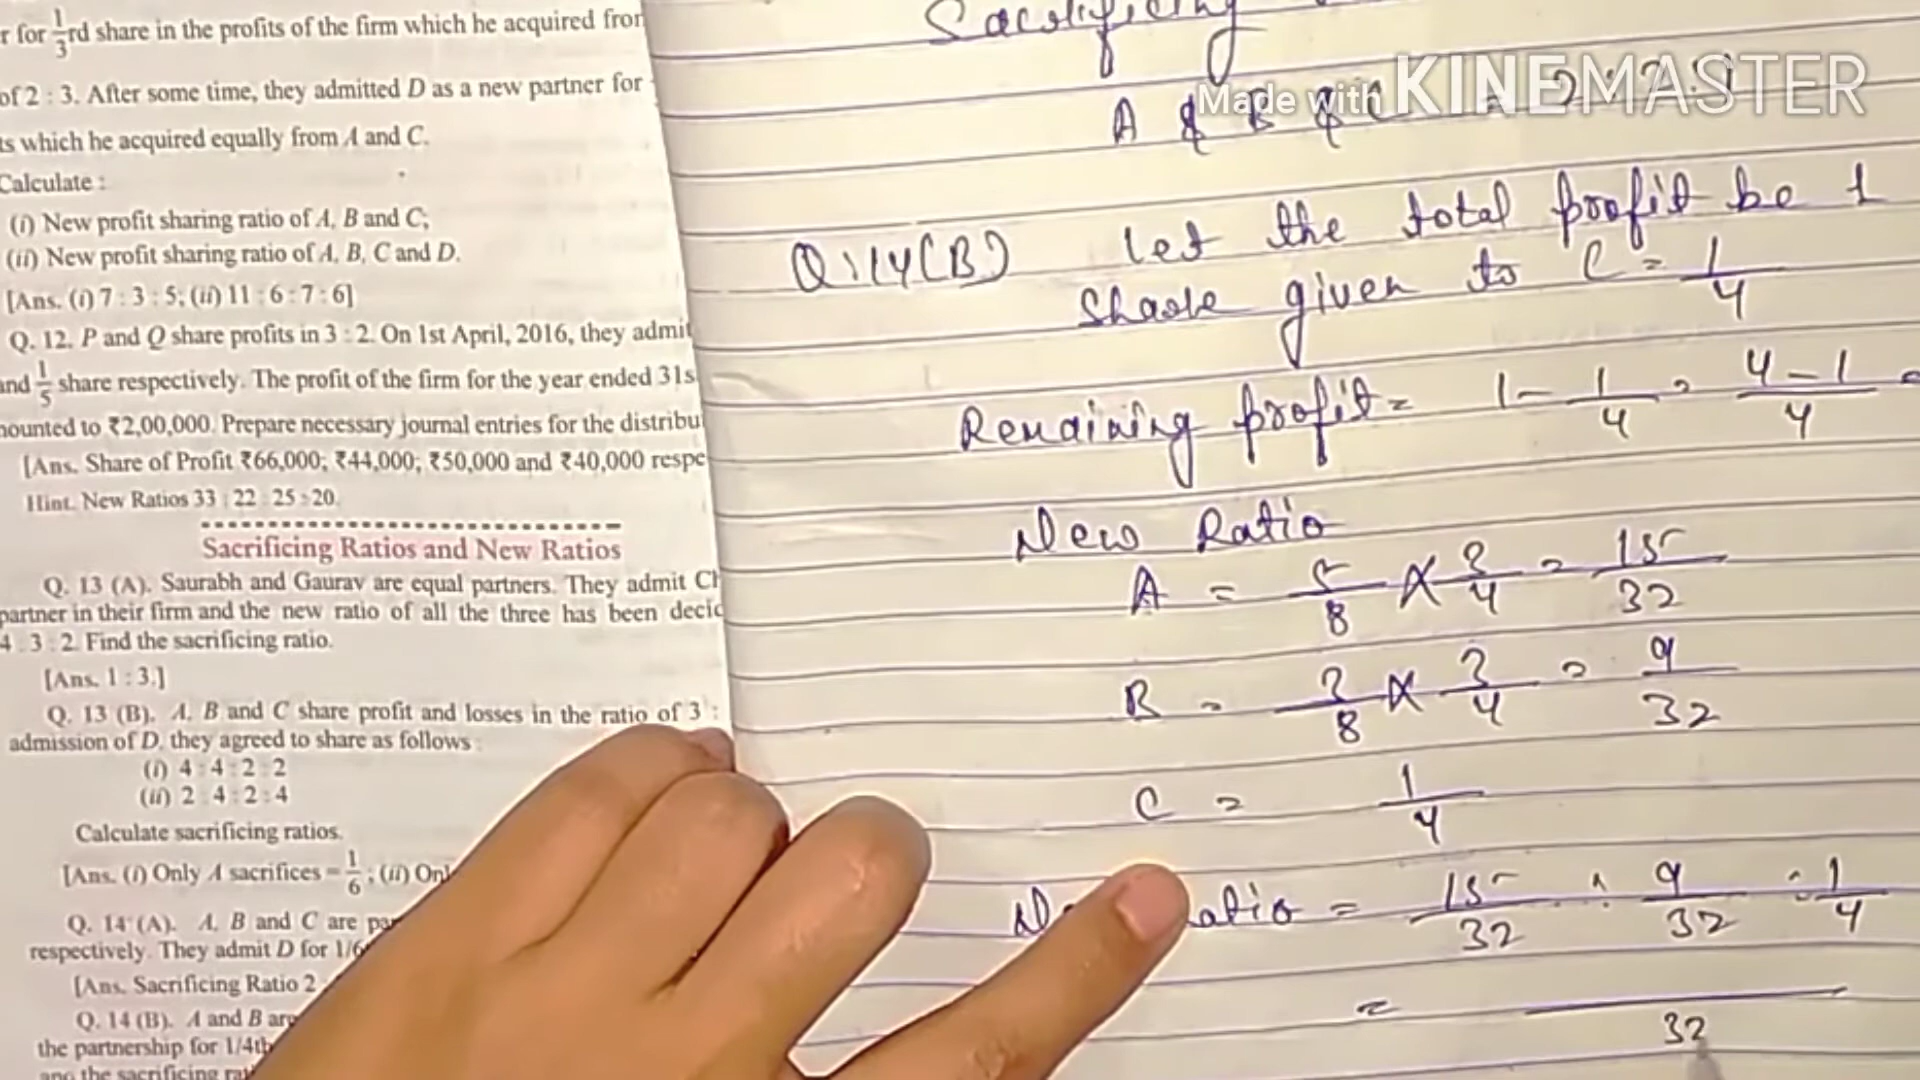 r for 1/3 rd share in the profits of the firm which he acquired from
of 2 : 3. After some time, they admitted D as a new partner for
ts which he acquired equally from A and C.
Calculate :
(i) New profit sharing ratio of A, B and C;
(ii) New profit sharing ratio of A, B, C and D.
[Ans. (i) 7 : 3 : 5; (ii) 11 : 6 : 7 : 6]
Q. 12. P and Q share profits in 3 : 2. On 1st April, 2016, they admit
and 1/5 share respectively. The profit of the firm for the year ended 31s
nounted to ₹2,00,000. Prepare necessary journal entries for the distribu
[Ans. Share of Profit ₹66,000; ₹44,000; ₹50,000 and ₹40,000 respe
Hint. New Ratios 33 : 22 : 25 : 20.
Sacrificing Ratios and New Ratios
Q. 13 (A). Saurabh and Gaurav are equal partners. They admit Ch
partner in their firm and the new ratio of all the three has been decid
4 : 3 : 2. Find the sacrificing ratio.
[Ans. 1 : 3.]
Q. 13 (B). A, B and C share profit and losses in the ratio of 3 :
admission of D, they agreed to share as follows :
(i) 4 : 4 : 2 : 2
(ii) 2 : 4 : 2 : 4
Calculate sacrificing ratios.
[Ans. (i) Only A sacrifices = 1/6 ; (ii) Onl
Q. 14 (A). A, B and C are pa
respectively. They admit D for 1/6
[Ans. Sacrificing Ratio 2
Q. 14 (B). A and B are
the partnership for 1/4th
Sacrificing
A & B & C
Made with KINEMASTER
Q:14(B) Let the total profit be 1
Share given to C = 1/4
Remaining profit = 1 - 1/4 = 4-1/4 =
New Ratio
A = 5/8 × 3/4 = 15/32
B = 3/8 × 3/4 = 9/32
C = 1/4
atio = 15/32 : 9/32 : 1/4
= /32